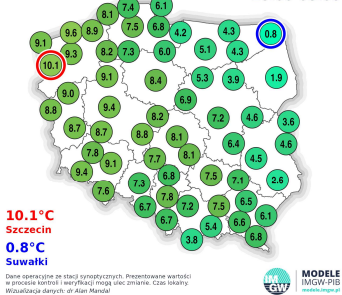 8.1 7.4 6.1
9.6 8.9 7.5 6.8 4.2 4.3 0.8
9.1 9.3 8.2 7.3 6.0 5.1 4.3
10.1 9.1 8.4 5.3 3.9 1.9
9.0 6.9
8.8 9.4 8.2 7.2 4.6 3.6
8.7 8.7 8.8 8.1 6.4 4.6
7.8 9.1 7.7 8.1 4.5
9.4 7.3 6.8 7.5 7.1 2.6
7.6 7.8
6.7 7.2 7.5 6.5
6.7 5.4 6.6 6.1
3.8 6.8
10.1°C
Szczecin
0.8°C
Suwałki
Dane operacyjne ze stacji synoptycznych. Prezentowane wartości
w procesie kontroli i weryfikacji mogą ulec zmianie. Czas lokalny.
Wizualizacja danych: dr Alan Mandal
IM
GW
MODELE
IMGW-PIB
modele.imgw.pl